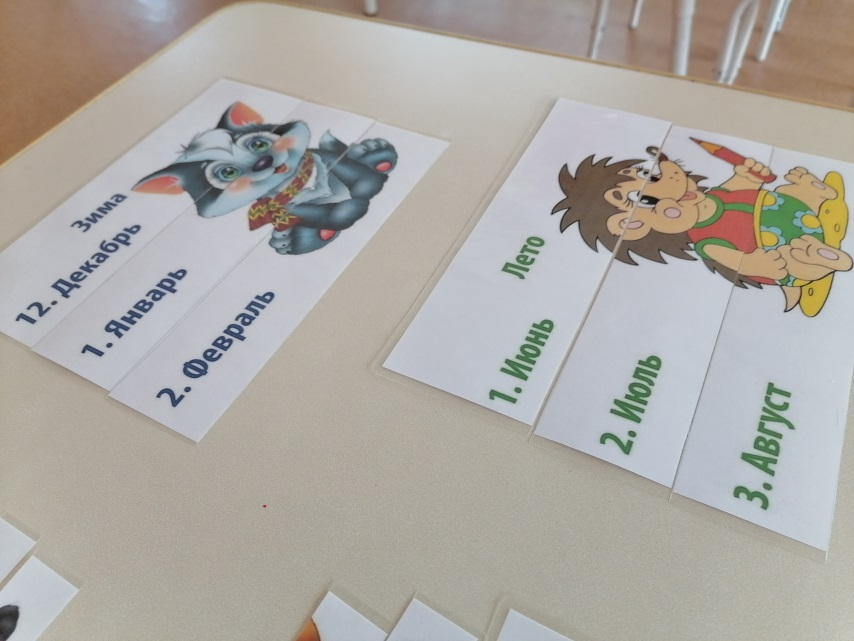 Зима
12. Декабрь
1. Январь
2. Февраль
Лето
1. Июнь
2. Июль
3. Август